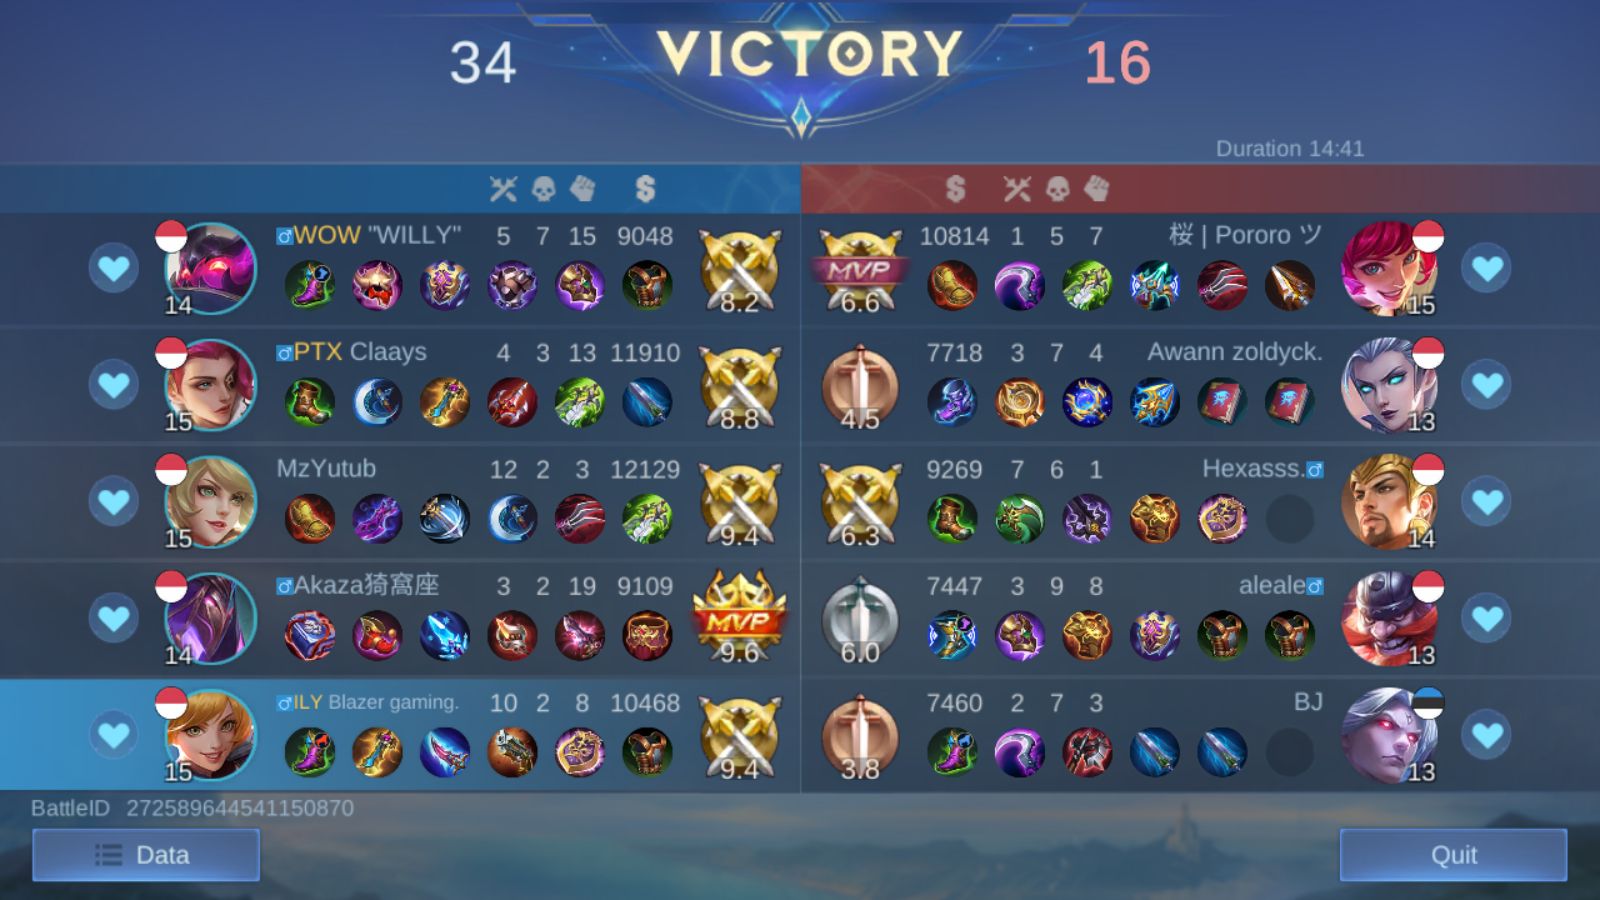 34 VICTORY 16
Duration 14:41
WOW "WILLY" 5 7 15 9048
14 8.2
10814 1 5 7 桜 | Pororo ツ
MVP 6.6 15
PTX Claays 4 3 13 11910
15 8.8
7718 3 7 4 Awann zoldyck.
4.5 13
MzYutub 12 2 3 12129
15 9.4
9269 7 6 1 Hexasss.
6.3 14
Akaza猗窩座 3 2 19 9109
14 MVP 9.6
7447 3 9 8 aleale
6.0 13
ILY Blazer gaming. 10 2 8 10468
15 9.4
7460 2 7 3 BJ
3.8 13
BattleID 272589644541150870
Data
Quit